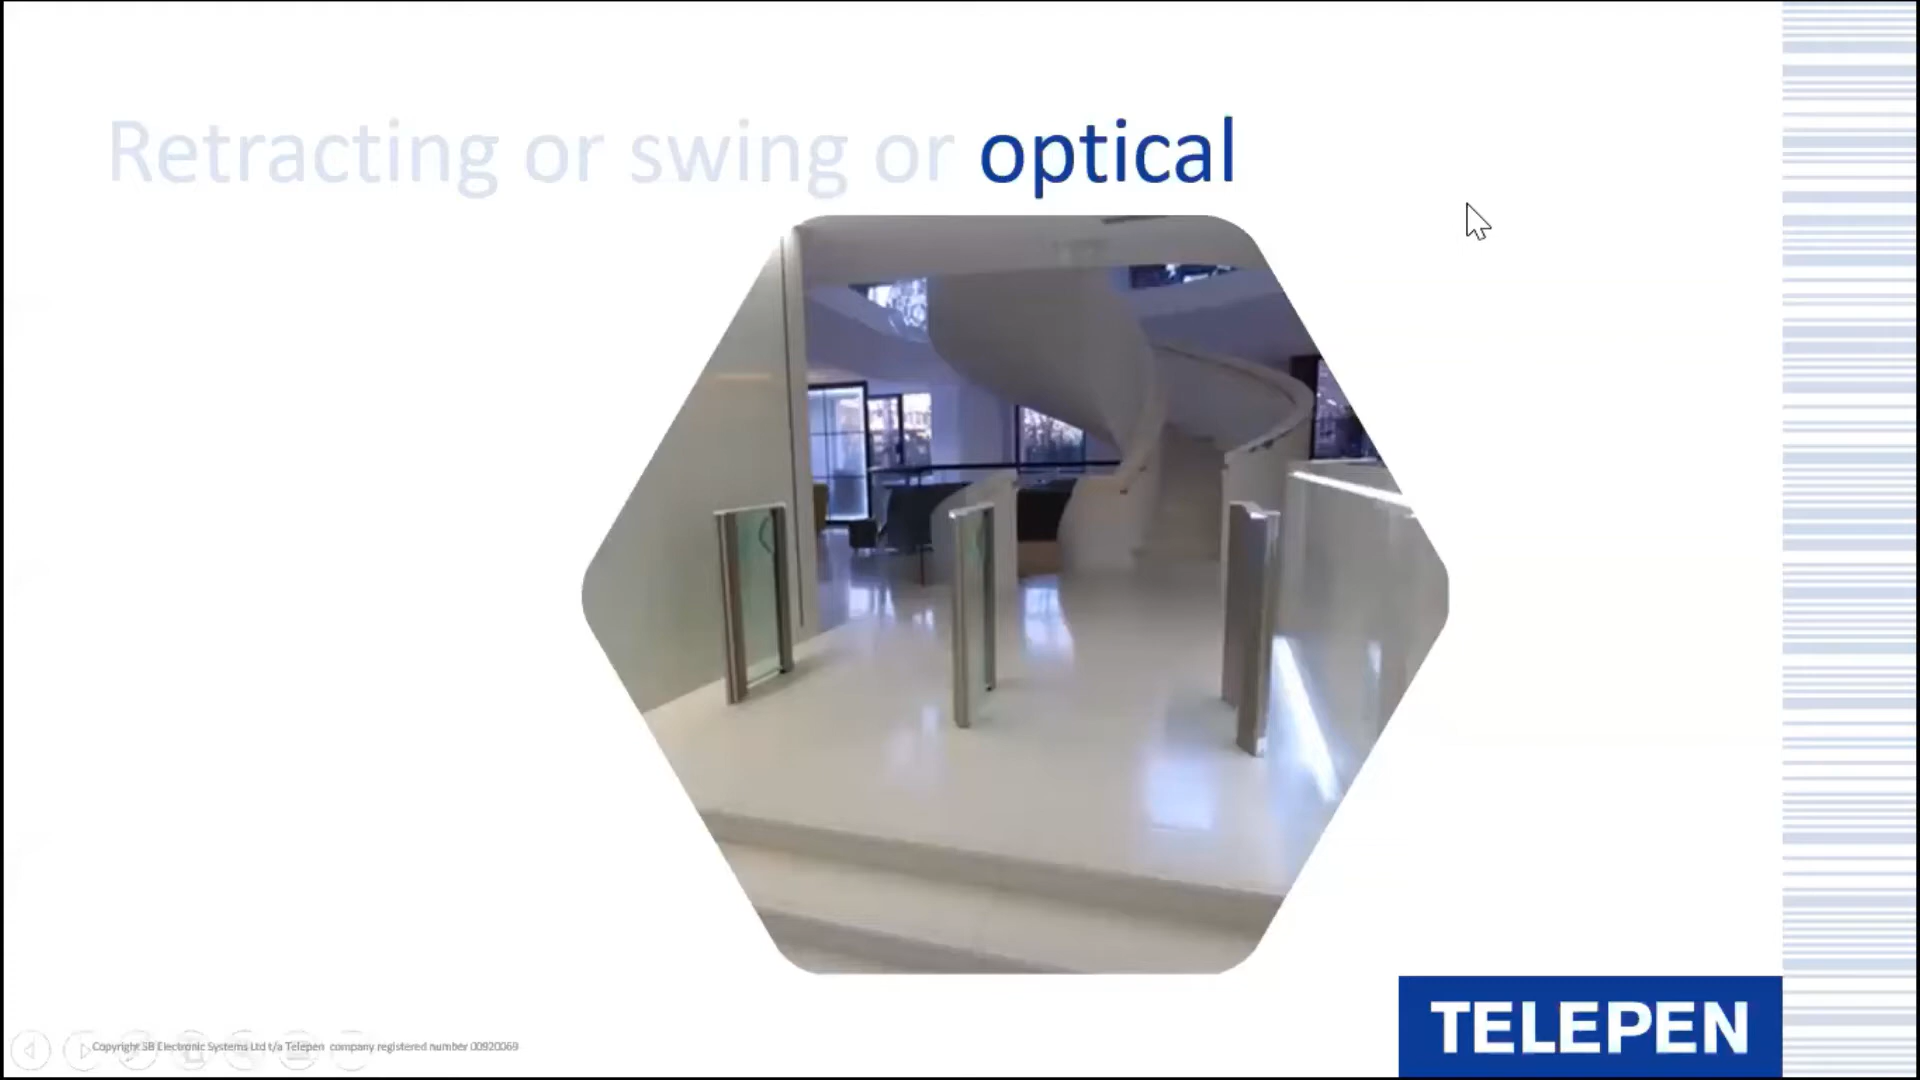 Retracting or swing or optical
TELEPEN
Copyright SB Electronic Systems Ltd t/a Telepen company registered number 00920069